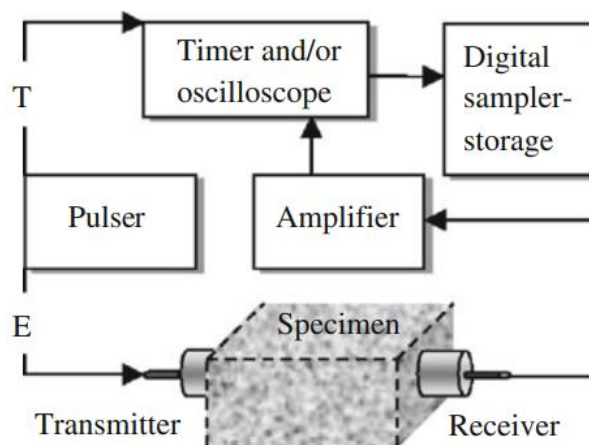 Timer and/or
oscilloscope
Digital
sampler-
storage
T
Pulser
Amplifier
E
Specimen
Transmitter
Receiver